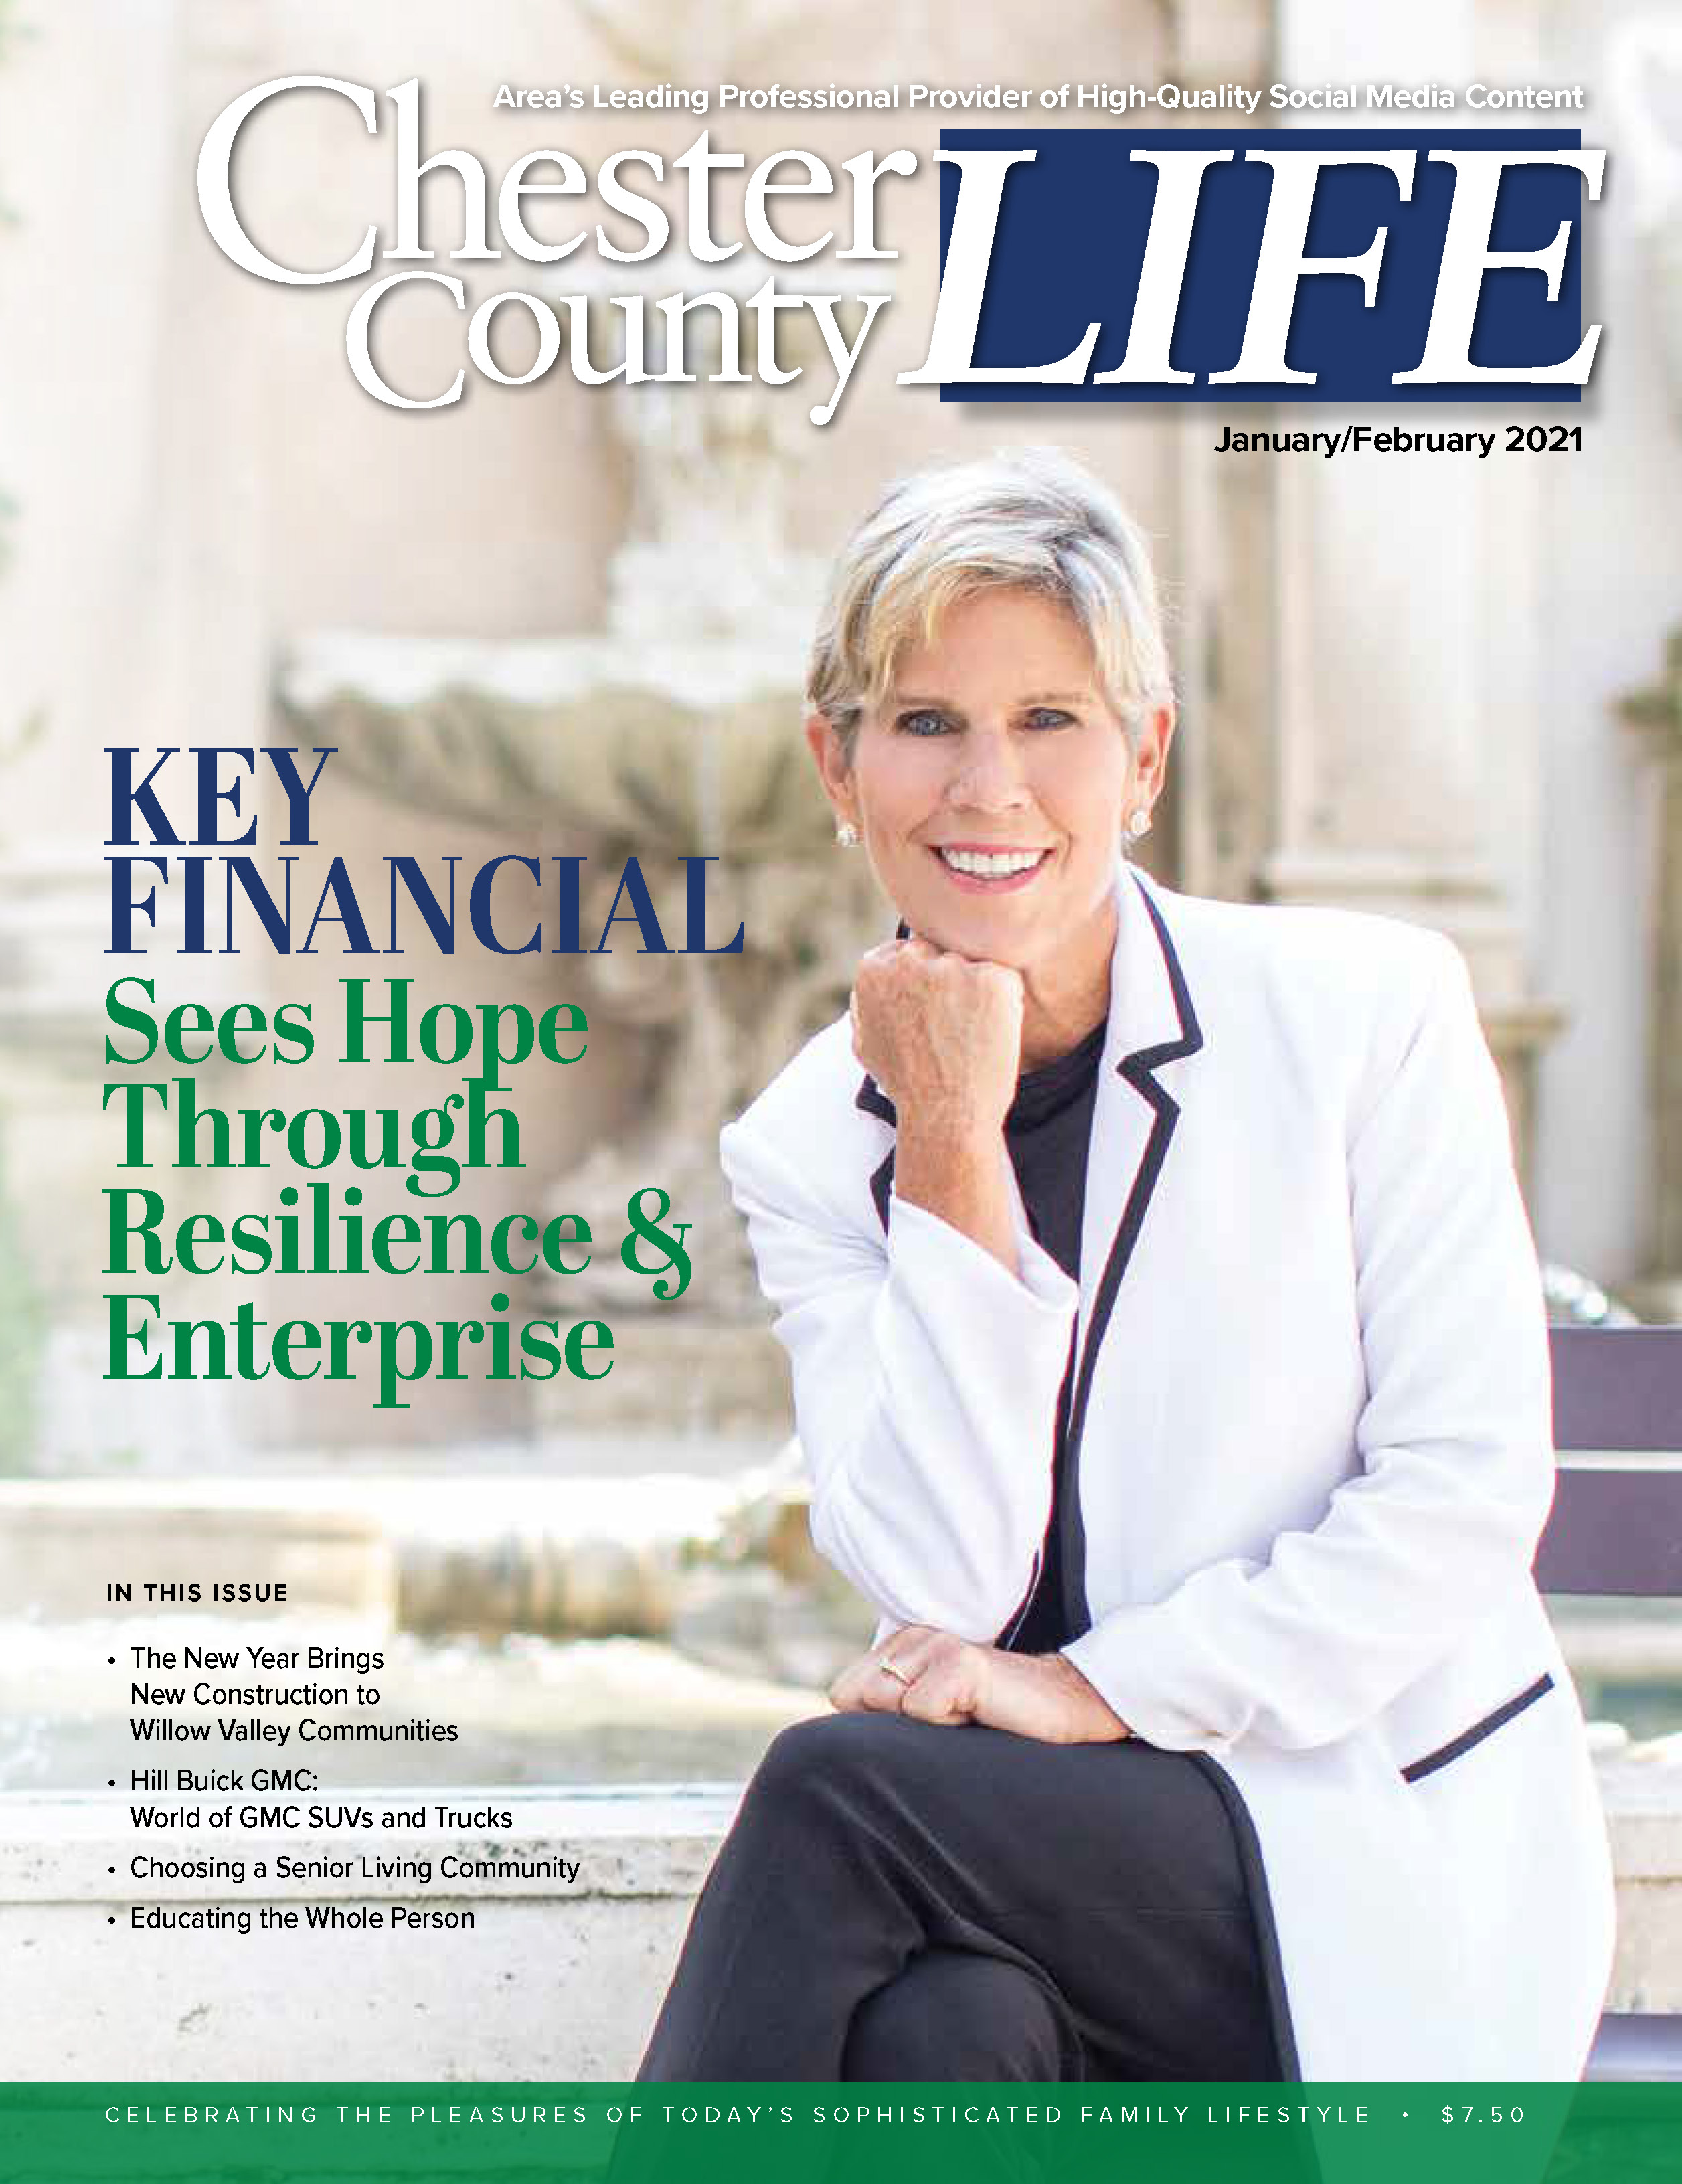 Area's Leading Professional Provider of High-Quality Social Media Content
Chester
County
LIFE
January/February 2021
KEY
FINANCIAL
Sees Hope
Through
Resilience &
Enterprise
IN THIS ISSUE
• The New Year Brings
New Construction to
Willow Valley Communities
• Hill Buick GMC:
World of GMC SUVs and Trucks
• Choosing a Senior Living Community
• Educating the Whole Person
CELEBRATING THE PLEASURES OF TODAY'S SOPHISTICATED FAMILY LIFESTYLE • $7.50